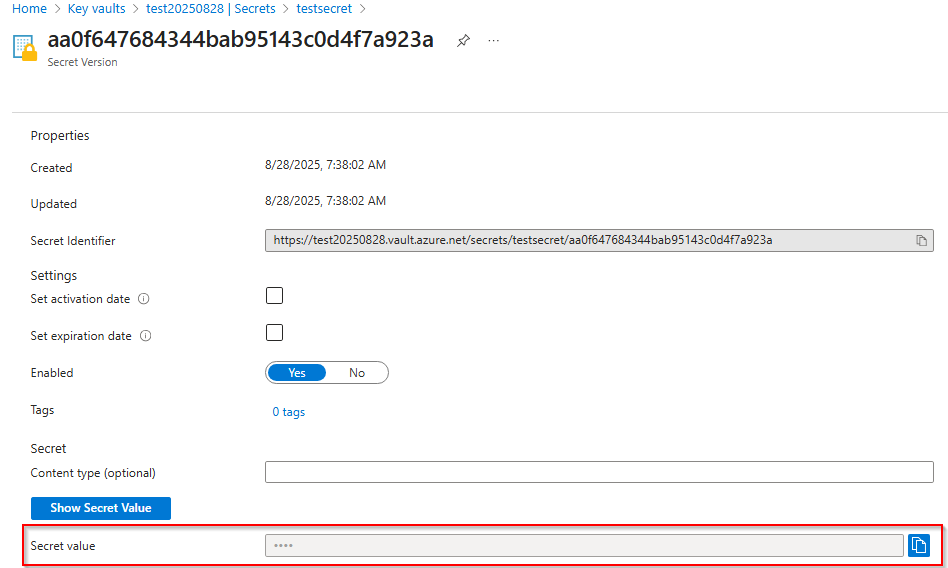 Home > Key vaults > test20250828 | Secrets > testsecret >
aa0f647684344bab95143c0d4f7a923a
Secret Version
Properties
Created 8/28/2025, 7:38:02 AM
Updated 8/28/2025, 7:38:02 AM
Secret Identifier https://test20250828.vault.azure.net/secrets/testsecret/aa0f647684344bab95143c0d4f7a923a
Settings
Set activation date
Set expiration date
Enabled Yes No
Tags 0 tags
Secret
Content type (optional)
Show Secret Value
Secret value ••••